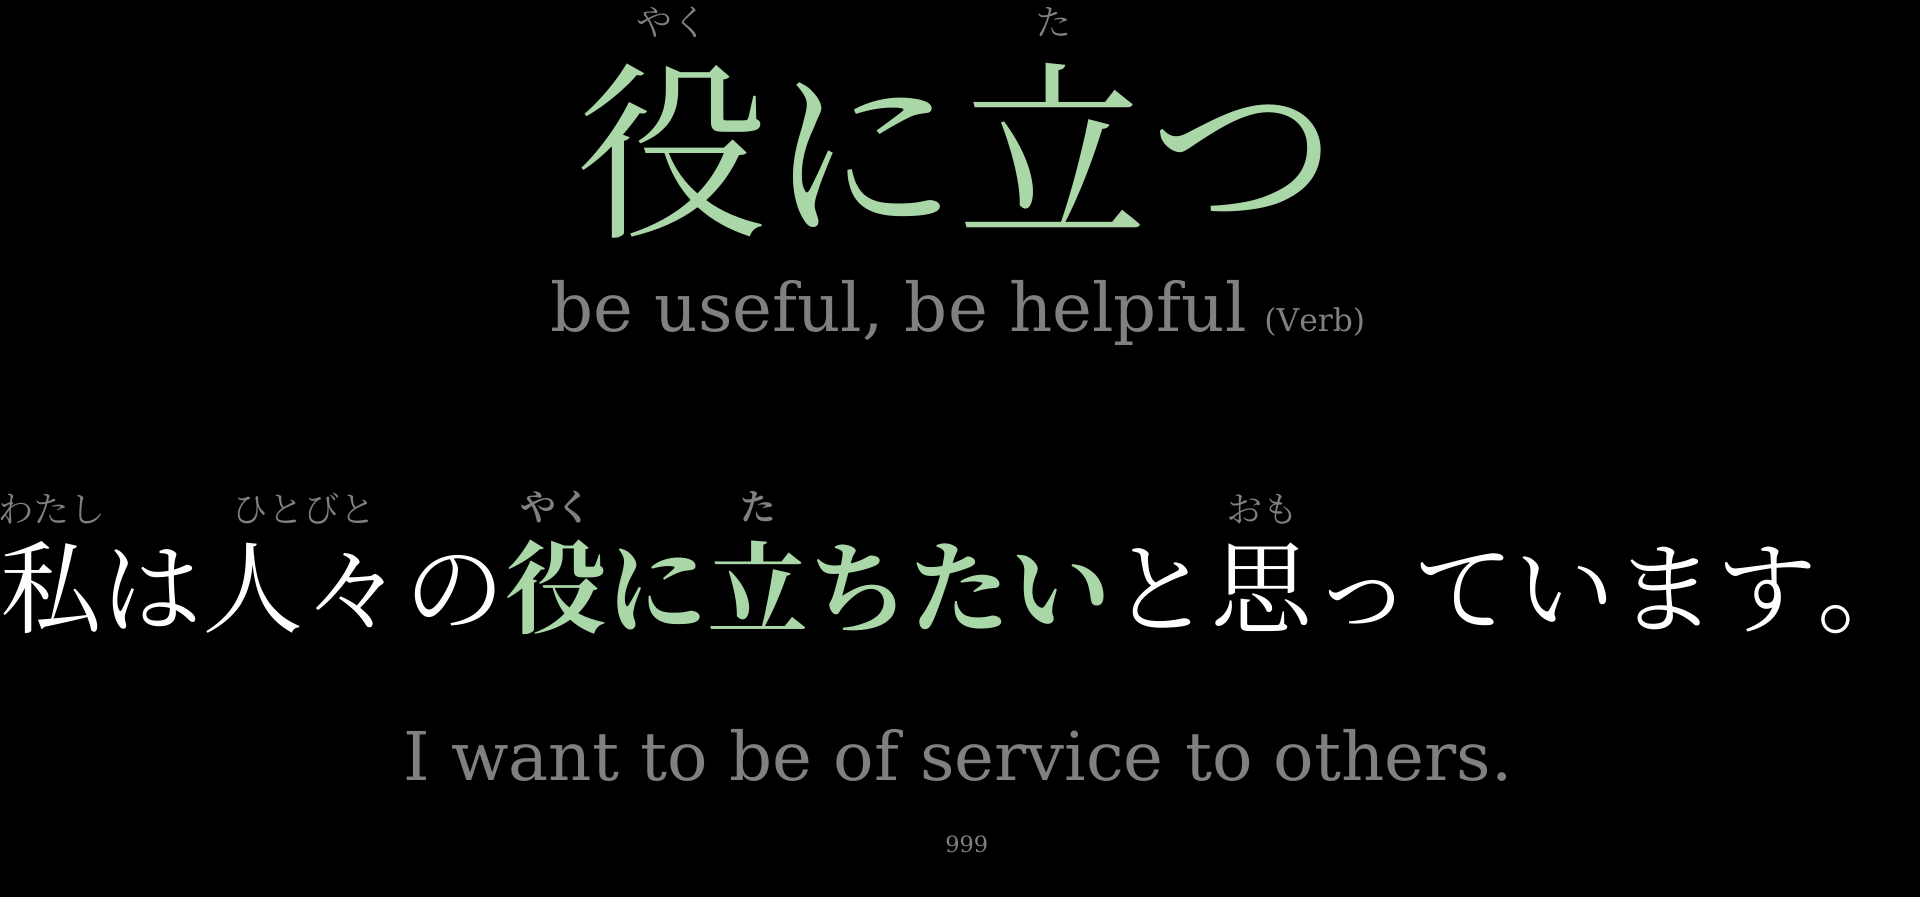 やく た
役に立つ
be useful, be helpful (Verb)
わたし ひとびと やく た おも
私は人々の役に立ちたいと思っています。
I want to be of service to others.
999